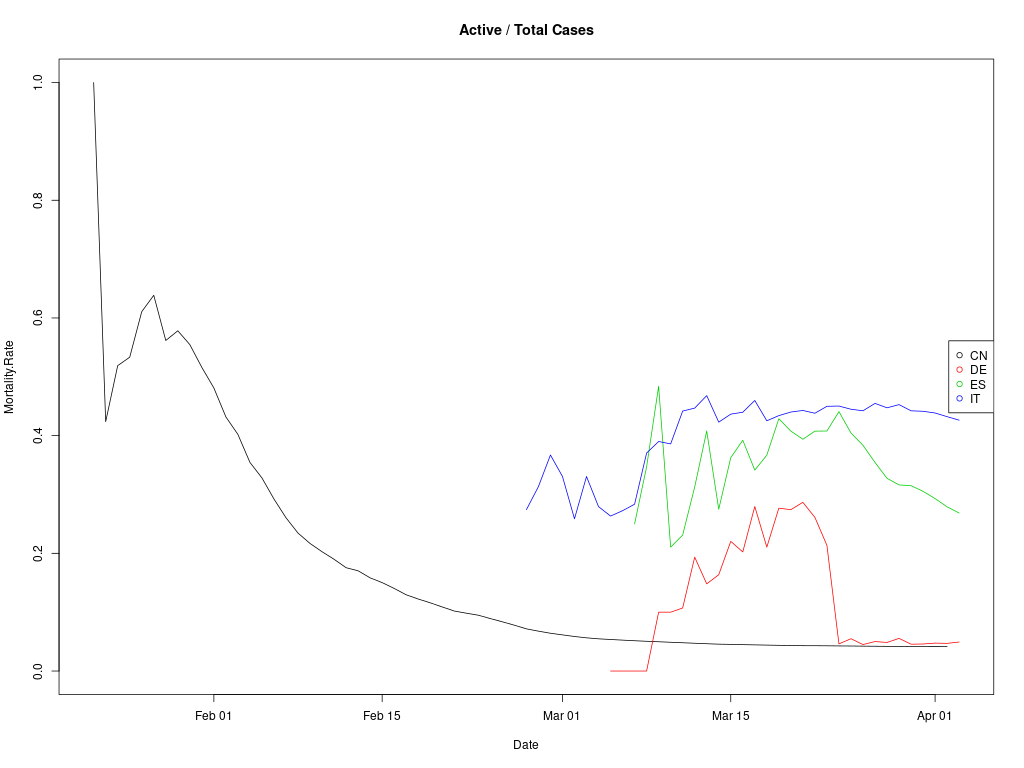 Active / Total Cases
Mortality.Rate
1.0
0.8
0.6
0.4
0.2
0.0
CN
DE
ES
IT
Feb 01
Feb 15
Mar 01
Mar 15
Apr 01
Date